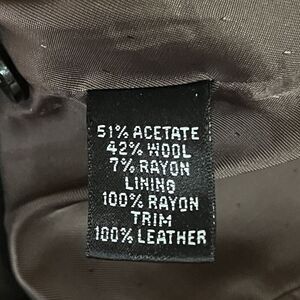 51% ACETATE
42% WOOL
7% RAYON
LINING
100% RAYON
TRIM
100% LEATHER